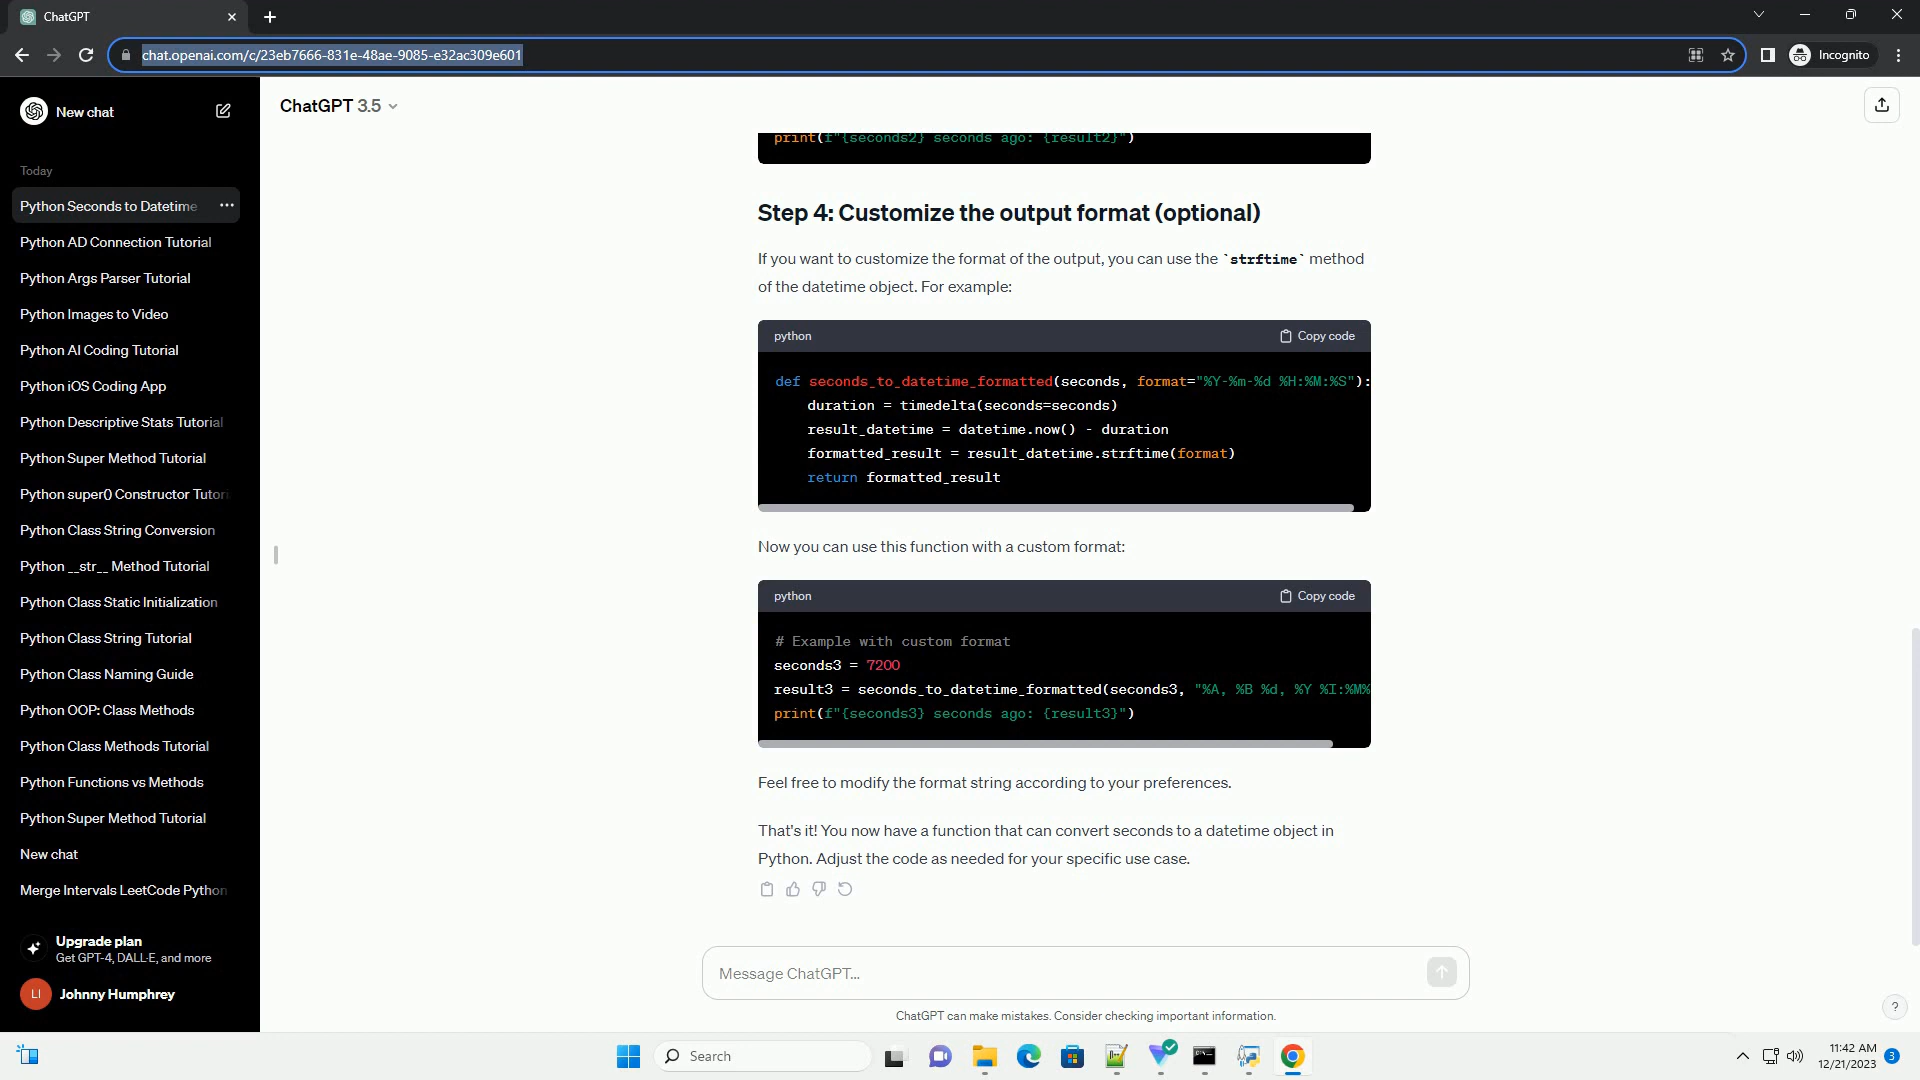 ChatGPT
chat.openai.com/c/23eb7666-831e-48ae-9085-e32ac309e601
Incognito
New chat
Today
Python Seconds to Datetime
Python AD Connection Tutorial
Python Args Parser Tutorial
Python Images to Video
Python AI Coding Tutorial
Python iOS Coding App
Python Descriptive Stats Tutorial
Python Super Method Tutorial
Python super() Constructor Tutori
Python Class String Conversion
Python __str__ Method Tutorial
Python Class Static Initialization
Python Class String Tutorial
Python Class Naming Guide
Python OOP: Class Methods
Python Class Methods Tutorial
Python Functions vs Methods
Python Super Method Tutorial
New chat
Merge Intervals LeetCode Python
Upgrade plan
Get GPT-4, DALL·E, and more
LI
Johnny Humphrey
ChatGPT 3.5
print(f"{seconds2} seconds ago: {result2}")
Step 4: Customize the output format (optional)
If you want to customize the format of the output, you can use the `strftime` method
of the datetime object. For example:
python
Copy code
def seconds_to_datetime_formatted(seconds, format="%Y-%m-%d %H:%M:%S"):
duration = timedelta(seconds=seconds)
result_datetime = datetime.now() - duration
formatted_result = result_datetime.strftime(format)
return formatted_result
Now you can use this function with a custom format:
python
Copy code
# Example with custom format
seconds3 = 7200
result3 = seconds_to_datetime_formatted(seconds3, "%A, %B %d, %Y %I:%M%
print(f"{seconds3} seconds ago: {result3}")
Feel free to modify the format string according to your preferences.
That's it! You now have a function that can convert seconds to a datetime object in
Python. Adjust the code as needed for your specific use case.
Message ChatGPT...
ChatGPT can make mistakes. Consider checking important information.
?
Search
11:42 AM
12/21/2023
3